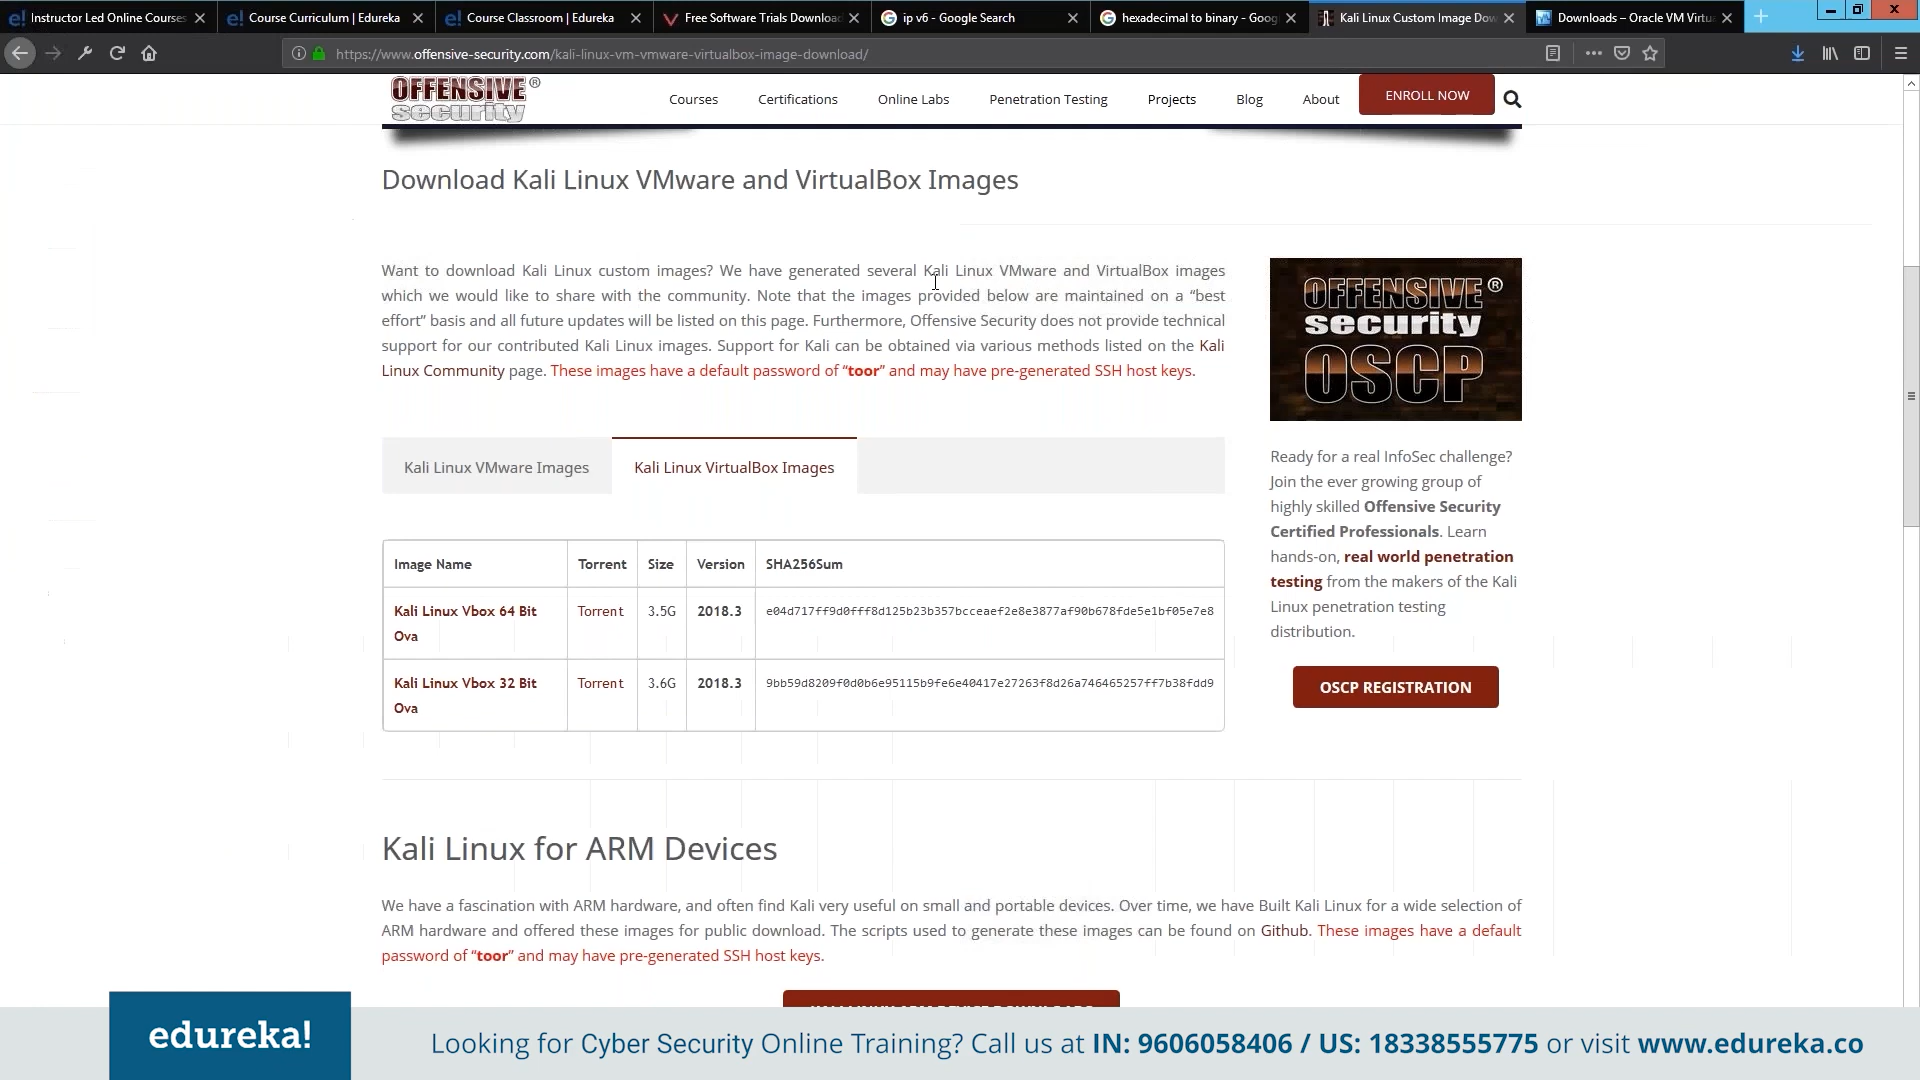 Instructor Led Online Courses
Course Curriculum | Edureka
Course Classroom | Edureka
Free Software Trials Download
ip v6 - Google Search
hexadecimal to binary - Goog
Kali Linux Custom Image Dow
Downloads – Oracle VM Virtu
https://www.offensive-security.com/kali-linux-vm-vmware-virtualbox-image-download/
OFFENSIVE®
security
Courses
Certifications
Online Labs
Penetration Testing
Projects
Blog
About
ENROLL NOW
Download Kali Linux VMware and VirtualBox Images
Want to download Kali Linux custom images? We have generated several Kali Linux VMware and VirtualBox images
which we would like to share with the community. Note that the images provided below are maintained on a “best
effort” basis and all future updates will be listed on this page. Furthermore, Offensive Security does not provide technical
support for our contributed Kali Linux images. Support for Kali can be obtained via various methods listed on the Kali
Linux Community page. These images have a default password of “toor” and may have pre-generated SSH host keys.
Kali Linux VMware Images
Kali Linux VirtualBox Images
Image Name Torrent Size Version SHA256Sum
Kali Linux Vbox 64 Bit
Ova
Torrent 3.5G 2018.3 e04d717ff9d0fff8d125b23b357bcceaef2e8e3877af90b678fde5e1bf05e7e8
Kali Linux Vbox 32 Bit
Ova
Torrent 3.6G 2018.3 9bb59d8209f0d0b6e95115b9fe6e40417e27263f8d26a746465257ff7b38fdd9
OFFENSIVE®
security
OSCP
Ready for a real InfoSec challenge?
Join the ever growing group of
highly skilled Offensive Security
Certified Professionals. Learn
hands-on, real world penetration
testing from the makers of the Kali
Linux penetration testing
distribution.
OSCP REGISTRATION
Kali Linux for ARM Devices
We have a fascination with ARM hardware, and often find Kali very useful on small and portable devices. Over time, we have Built Kali Linux for a wide selection of
ARM hardware and offered these images for public download. The scripts used to generate these images can be found on Github. These images have a default
password of “toor” and may have pre-generated SSH host keys.
edureka!
Looking for Cyber Security Online Training? Call us at IN: 9606058406 / US: 18338555775 or visit www.edureka.co